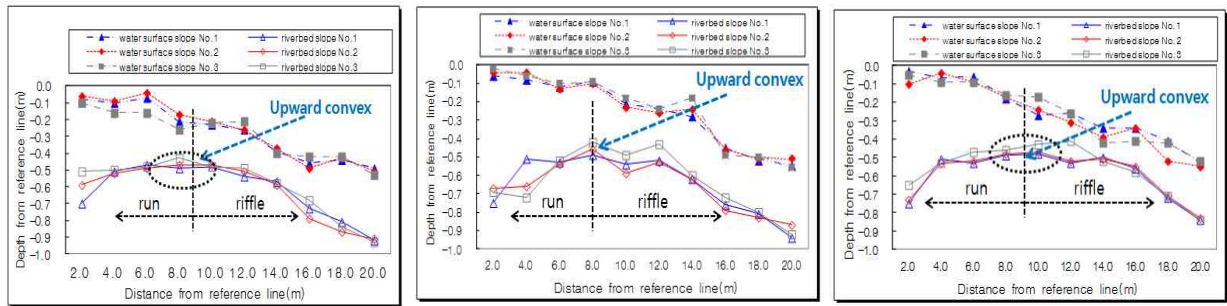 water surface slope No.1 riverbed slope No.1
water surface slope No.2 riverbed slope No.2
water surface slope No.3 riverbed slope No.3
Depth from reference line(m)
0.0
-0.1
-0.2
-0.3
-0.4
-0.5
-0.6
-0.7
-0.8
-0.9
-1.0
Upward convex
run riffle
2.0 4.0 6.0 8.0 10.0 12.0 14.0 16.0 18.0 20.0
Distance from reference line(m)
water surface slope No.1 riverbed slope No.1
water surface slope No.2 riverbed slope No.2
water surface slope No.3 riverbed slope No.3
Depth from reference line(m)
0.0
-0.1
-0.2
-0.3
-0.4
-0.5
-0.6
-0.7
-0.8
-0.9
-1.0
Upward convex
run riffle
2.0 4.0 6.0 8.0 10.0 12.0 14.0 16.0 18.0 20.0
Distance from reference line(m)
water surface slope No.1 riverbed slope No.1
water surface slope No.2 riverbed slope No.2
water surface slope No.3 riverbed slope No.3
Depth from reference line(m)
0.0
-0.1
-0.2
-0.3
-0.4
-0.5
-0.6
-0.7
-0.8
-0.9
-1.0
Upward convex
run riffle
2.0 4.0 6.0 8.0 10.0 12.0 14.0 16.0 18.0 20.0
Distance from reference line(m)